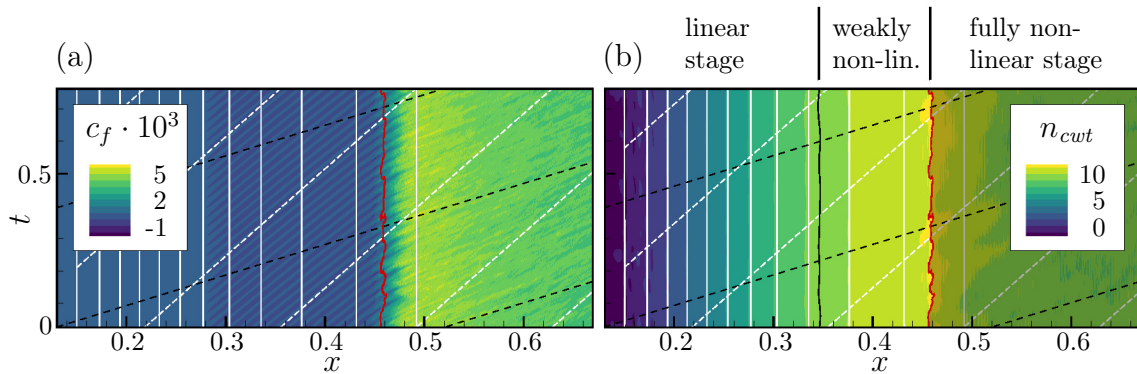 linear
stage
weakly
non-lin.
fully non-
linear stage
(a)
(b)
c_f · 10^3
5
2
-1
n_{cwt}
10
5
0
0.5
0
t
0.2 0.3 0.4 0.5 0.6
x
0.2 0.3 0.4 0.5 0.6
x